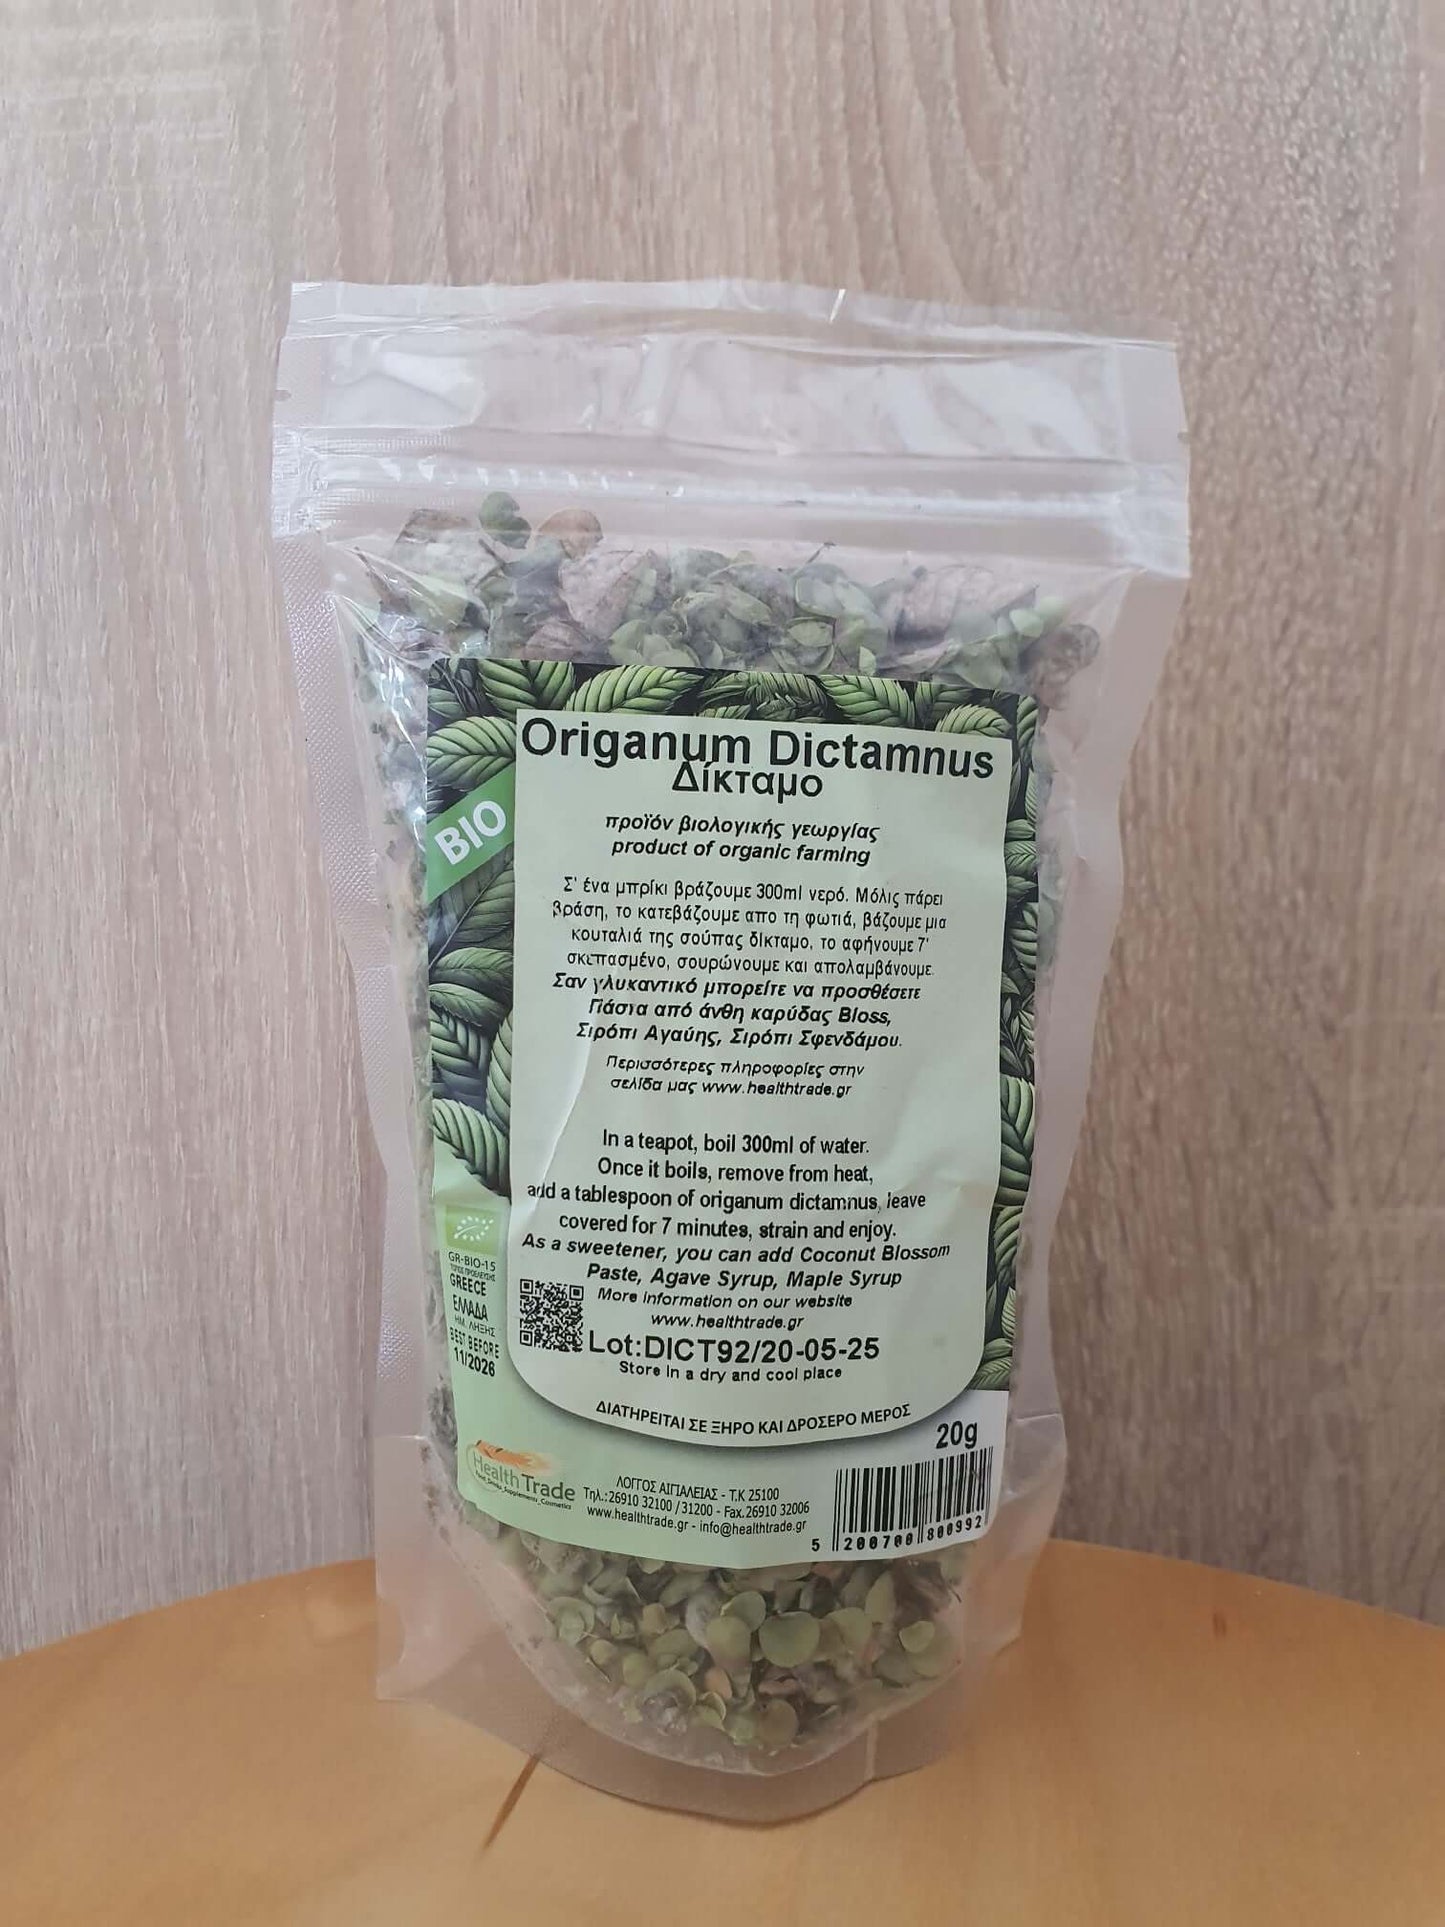 Origanum Dictamnus
Δίκταμο
BIO
προϊόν βιολογικής γεωργίας
product of organic farming
Σ' ένα μπρίκι βράζουμε 300ml νερό. Μόλις πάρει
βράση, το κατεβάζουμε απο τη φωτιά, βάζουμε μια
κουταλιά της σούπας δίκταμο, το αφήνουμε 7'
σκεπασμένο, σουρώνουμε και απολαμβάνουμε.
Σαν γλυκαντικό μπορείτε να προσθέσετε
Πάστα από άνθη καρύδας Bloss,
Σιρόπι Αγαύης, Σιρόπι Σφενδάμου.
Περισσότερες πληροφορίες στην
σελίδα μας www.healthtrade.gr
In a teapot, boil 300ml of water.
Once it boils, remove from heat,
add a tablespoon of origanum dictamnus, leave
covered for 7 minutes, strain and enjoy.
As a sweetener, you can add Coconut Blossom
Paste, Agave Syrup, Maple Syrup
More information on our website
www.healthtrade.gr
Lot:DICT92/20-05-25
Store in a dry and cool place
GR-BIO-15
ΤΟΠΟΣ ΠΡΟΕΛΕΥΣΗΣ
GREECE
ΕΛΛΑΔΑ
ΗΜ. ΛΗΞΗΣ
BEST BEFORE
11/2026
ΔΙΑΤΗΡΕΙΤΑΙ ΣΕ ΞΗΡΟ ΚΑΙ ΔΡΟΣΕΡΟ ΜΕΡΟΣ
20g
Health Trade
Food_Drinks_Supplements_Cosmetics
ΛΟΓΓΟΣ ΑΙΓΙΑΛΕΙΑΣ - Τ.Κ 25100
Τηλ.:26910 32100 /31200 - Fax.26910 32006
www.healthtrade.gr - info@healthtrade.gr
5 200700 800992